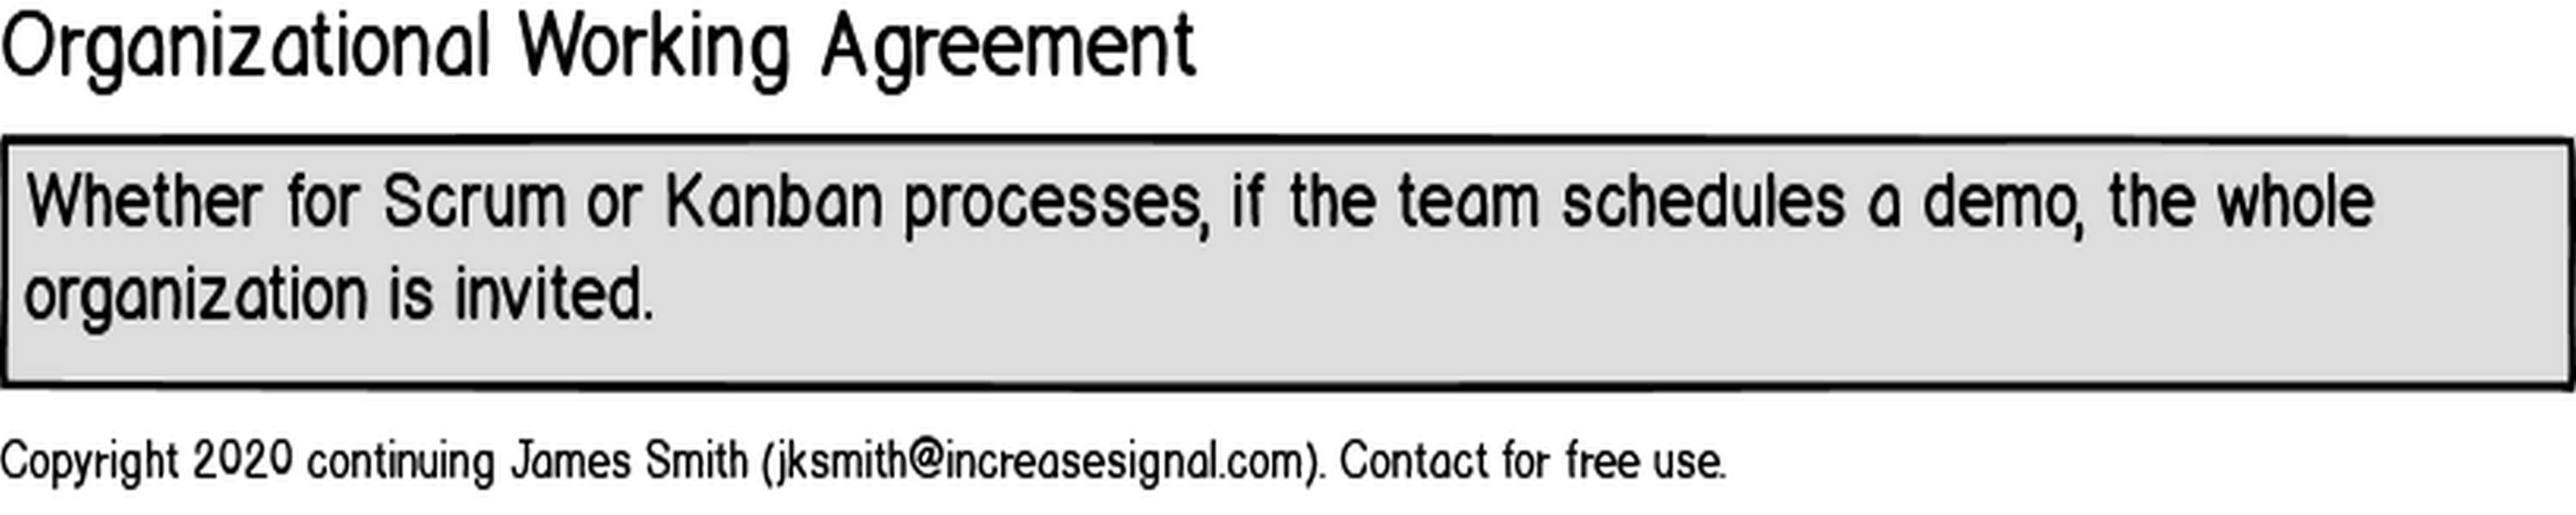 Organizational Working Agreement
Whether for Scrum or Kanban processes, if the team schedules a demo, the whole
organization is invited.
Copyright 2020 continuing James Smith (jksmith@increasesignal.com). Contact for free use.